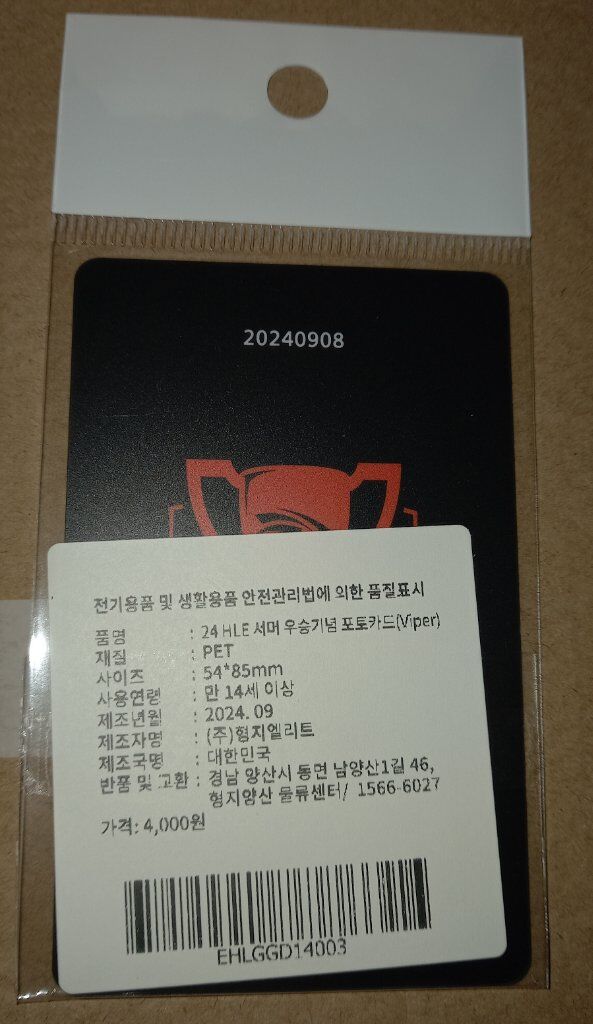 20240908
전기용품 및 생활용품 안전관리법에 의한 품질표시
품명 : 24 HLE 서머 우승기념 포토카드(Viper)
재질 : PET
사이즈 : 54*85mm
사용연령 : 만 14세 이상
제조년월 : 2024. 09
제조자명 : (주)형지엘리트
제조국명 : 대한민국
반품 및 교환 : 경남 양산시 동면 남양산1길 46,
형지양산 물류센터/ 1566-6027
가격: 4,000원
EHLGGD14003